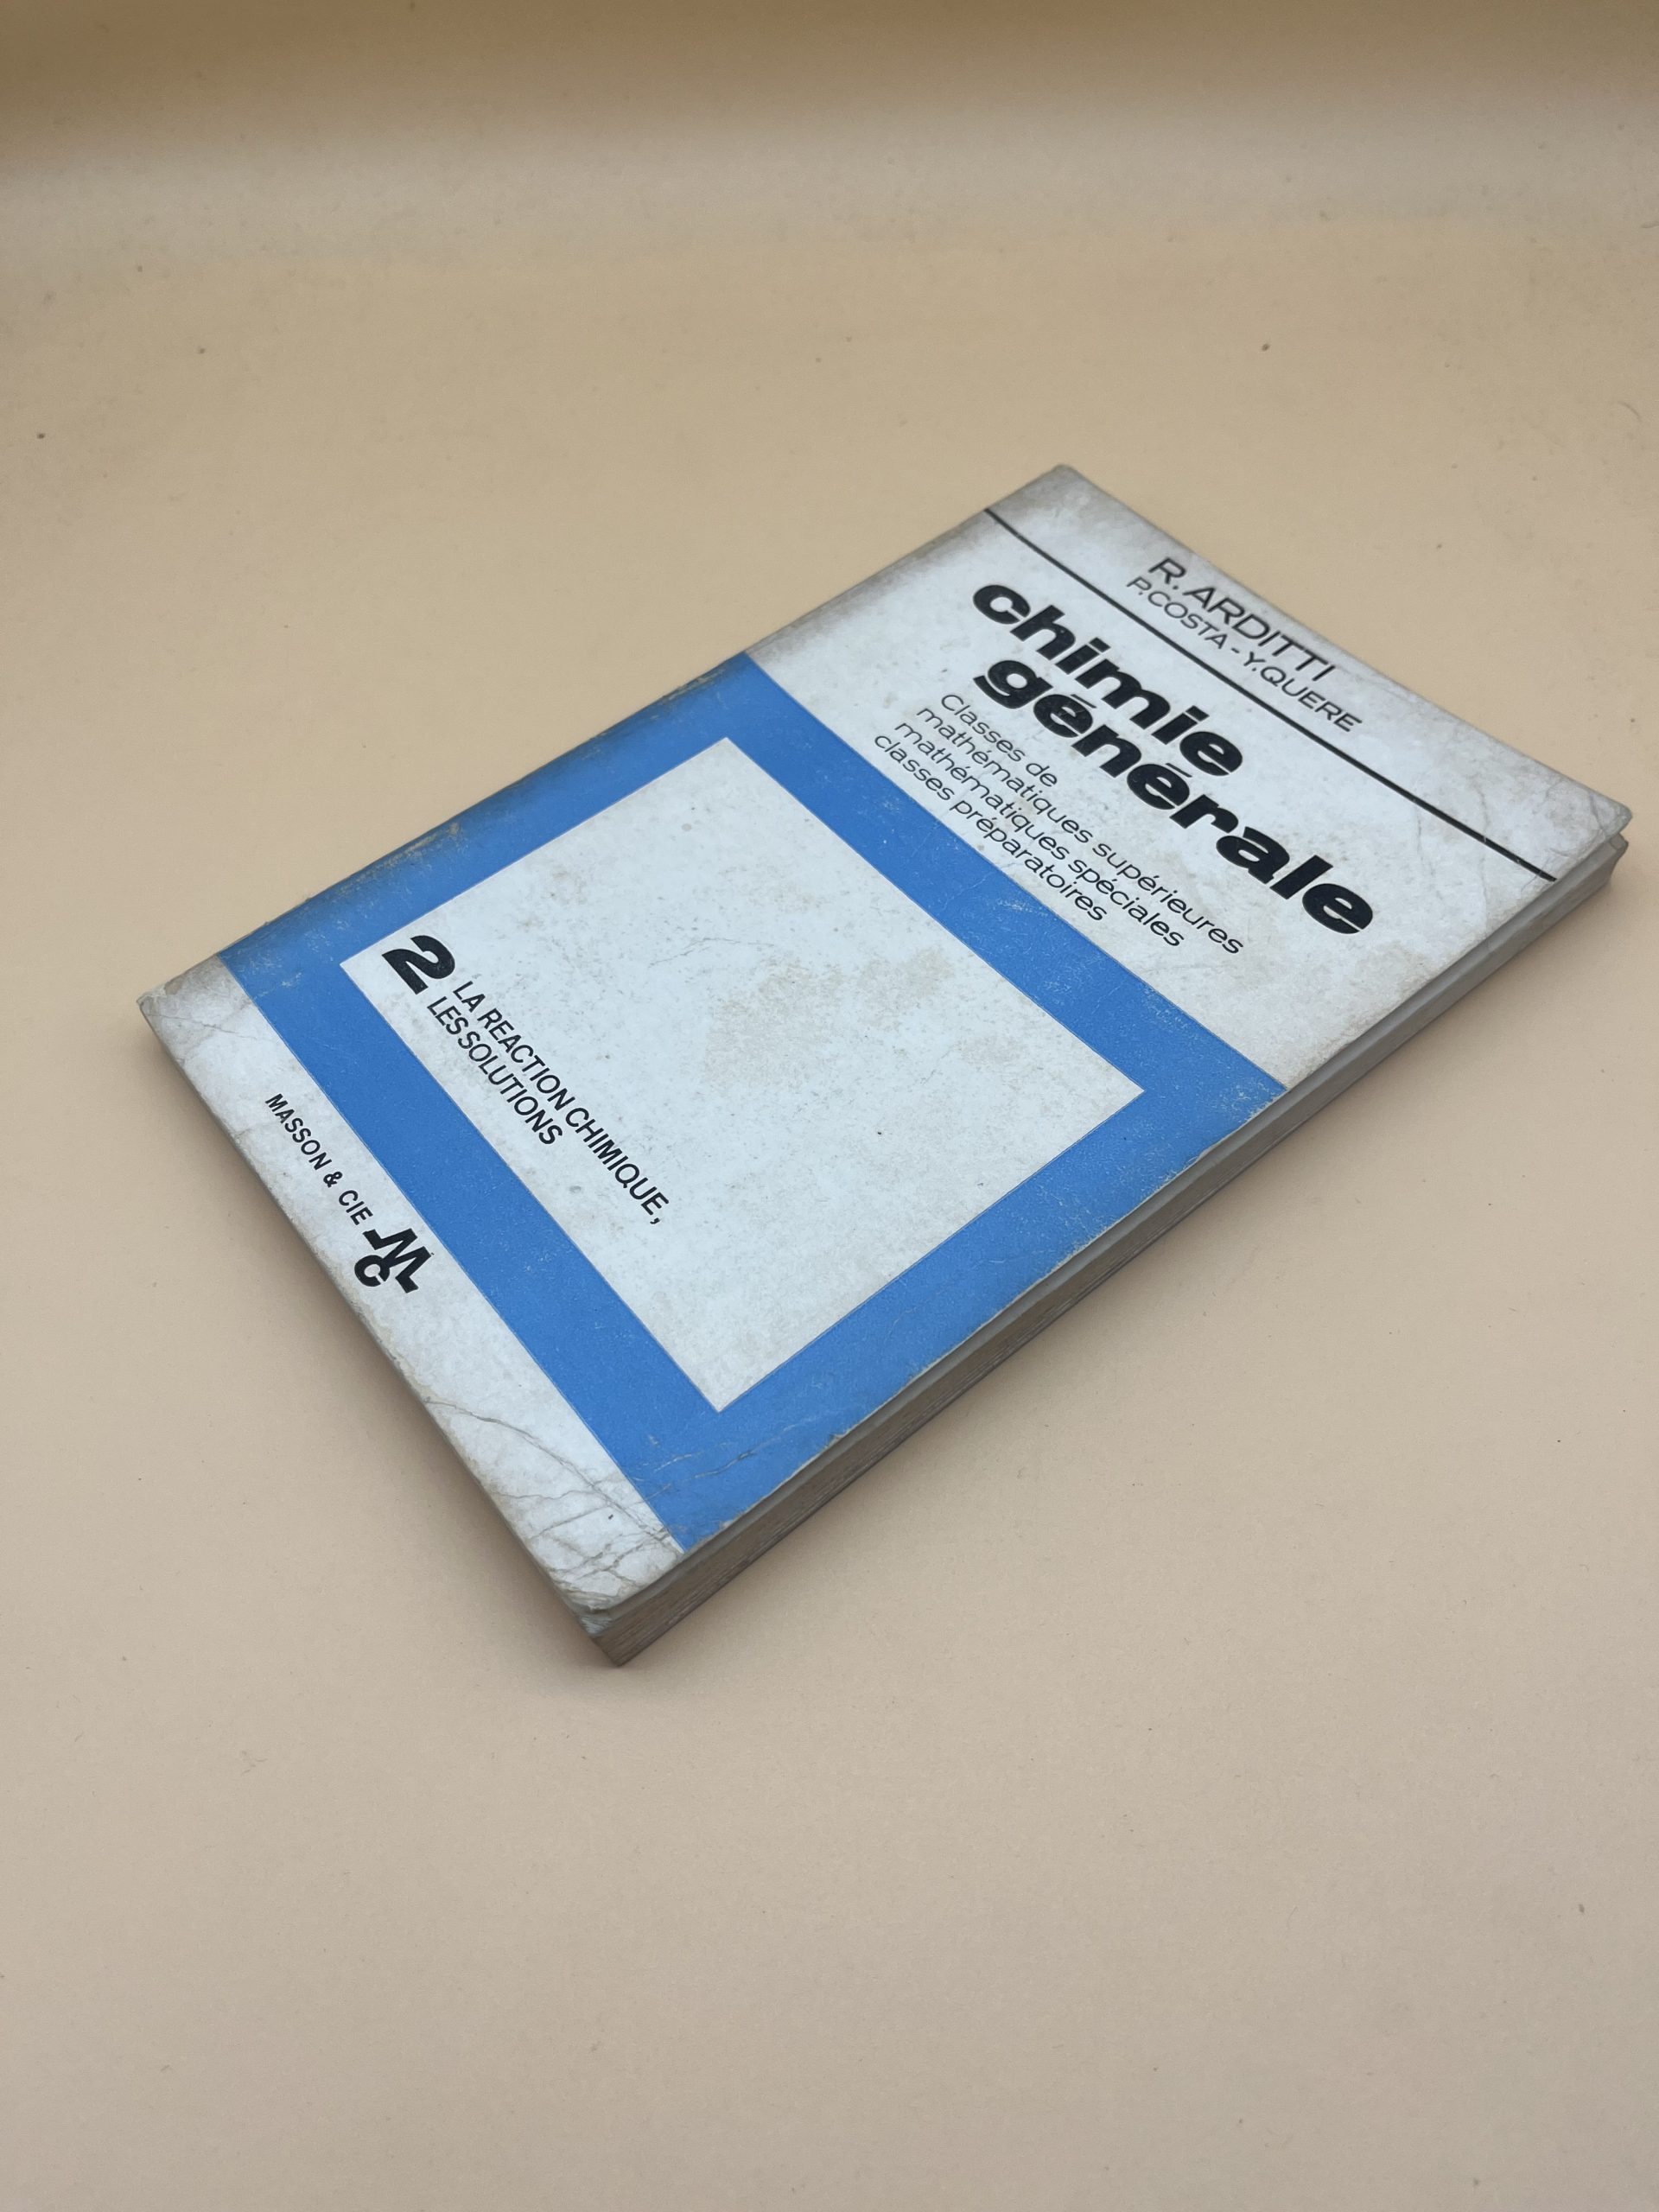 R. ARDITTI
P. COSTA - Y. QUERE
chimie
générale
Classes de
mathématiques supérieures
mathématiques spéciales
classes préparatoires
2 LA REACTION CHIMIQUE,
LES SOLUTIONS
MASSON & CIE MC